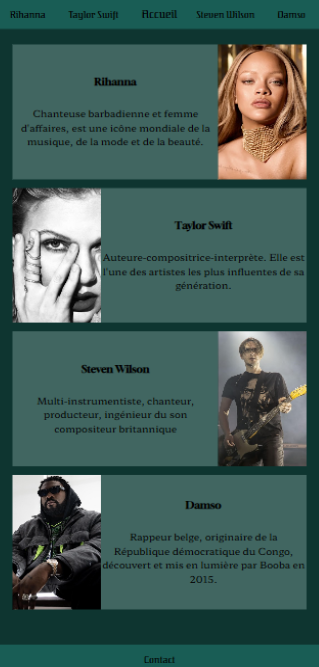 Rihanna Taylor Swift Accueil Steven Wilson Damso
Rihanna
Chanteuse barbadienne et femme
d'affaires, est une icône mondiale de la
musique, de la mode et de la beauté.
Taylor Swift
Auteure-compositrice-interprète. Elle est
l'une des artistes les plus influentes de sa
génération.
Steven Wilson
Multi-instrumentiste, chanteur,
producteur, ingénieur du son
compositeur britannique
Damso
Rappeur belge, originaire de la
République démocratique du Congo,
découvert et mis en lumière par Booba en
2015.
Contact